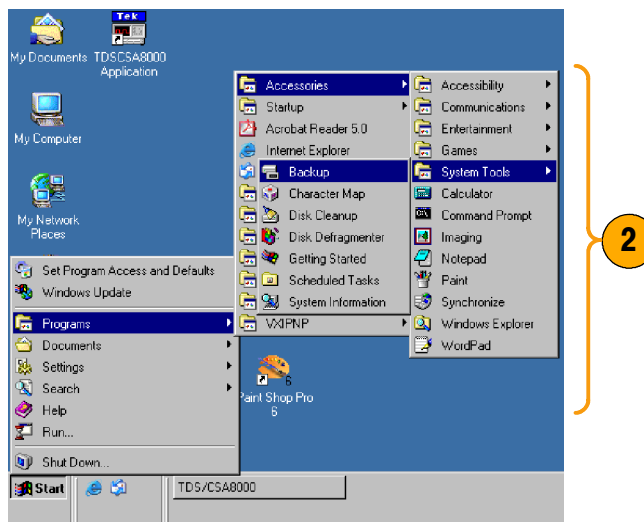 Tek
My Documents
TDSCSA8000
Application
My Computer
My Network
Places
Accessories
Startup
Acrobat Reader 5.0
Internet Explorer
VXIPNP
Backup
Character Map
Disk Cleanup
Disk Defragmenter
Getting Started
Scheduled Tasks
System Information
Accessibility
Communications
Entertainment
Games
System Tools
Calculator
Command Prompt
Imaging
Notepad
Paint
Synchronize
Windows Explorer
WordPad
2
Set Program Access and Defaults
Windows Update
Programs
Documents
Settings
Search
Help
Run...
Shut Down...
Paint Shop Pro
6
Start
TDS/CSA8000